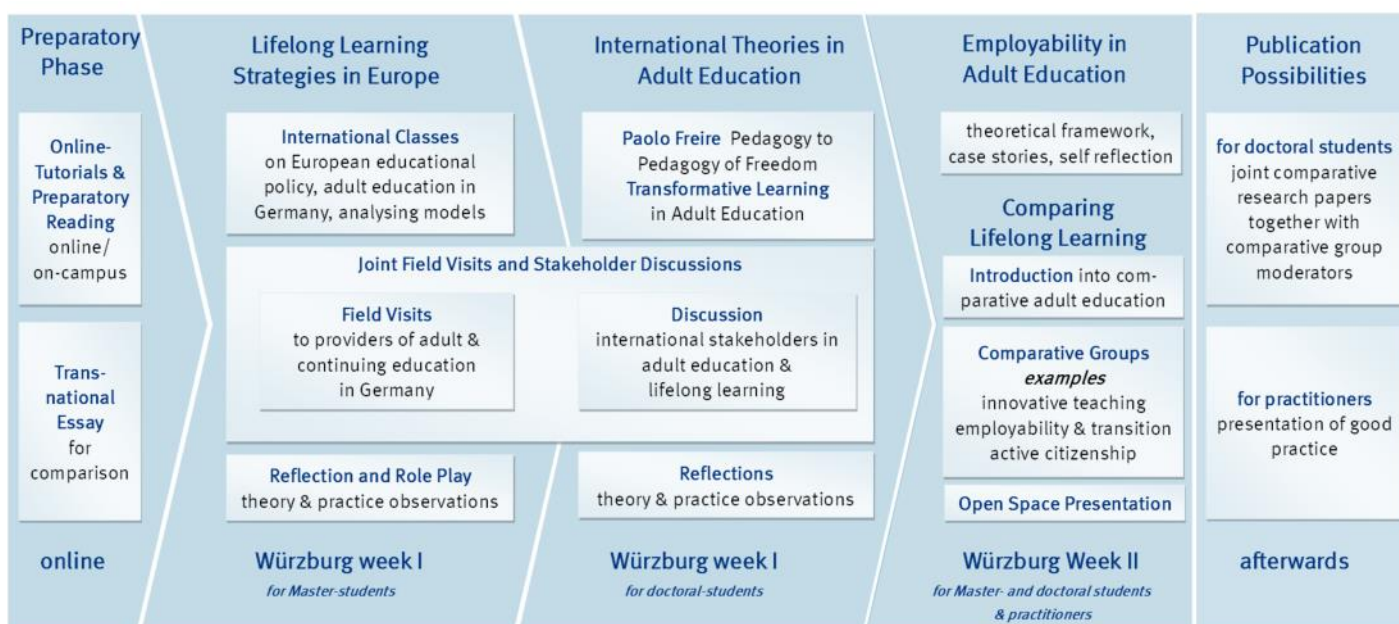 Preparatory
Phase
Online-
Tutorials &
Preparatory
Reading
online/
on-campus
Trans-
national
Essay
for
comparison
online
Lifelong Learning
Strategies in Europe
International Classes
on European educational
policy, adult education in
Germany, analysing models
International Theories in
Adult Education
Paolo Freire Pedagogy to
Pedagogy of Freedom
Transformative Learning
in Adult Education
Joint Field Visits and Stakeholder Discussions
Field Visits
to providers of adult &
continuing education
in Germany
Discussion
international stakeholders in
adult education &
lifelong learning
Reflection and Role Play
theory & practice observations
Würzburg week I
for Master-students
Reflections
theory & practice observations
Würzburg week I
for doctoral-students
Employability in
Adult Education
theoretical framework,
case stories, self reflection
Comparing
Lifelong Learning
Introduction into com-
parative adult education
Comparative Groups
examples
innovative teaching
employability & transition
active citizenship
Open Space Presentation
Würzburg Week II
for Master- and doctoral students
& practitioners
Publication
Possibilities
for doctoral students
joint comparative
research papers
together with
comparative group
moderators
for practitioners
presentation of good
practice
afterwards